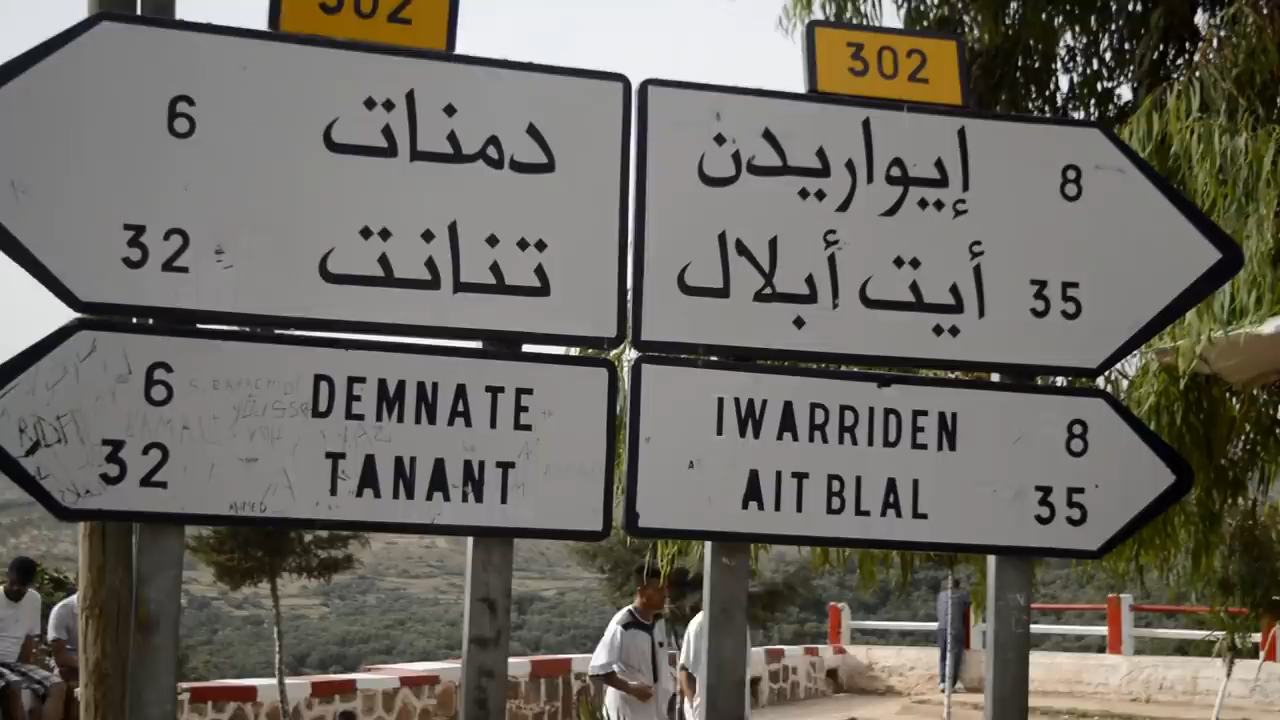 302
6 دمنات
32 تنانت
6 DEMNATE
32 TANANT
AHMED
302
إيواريدن 8
أيت أبلال 35
IWARRIDEN 8
AIT BLAL 35